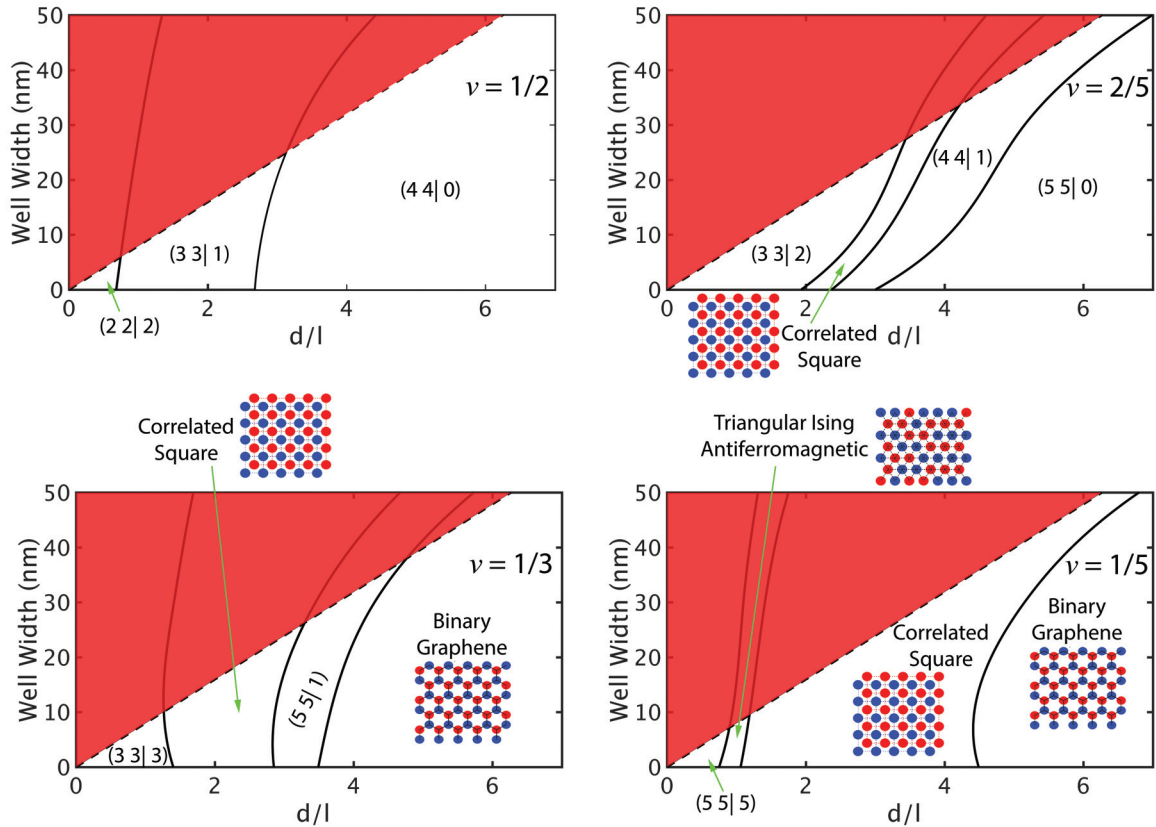 50
40
30
20
10
0
Well Width (nm)
ν = 1/2
(4 4| 0)
(3 3| 1)
(2 2| 2)
0
2
4
6
d/l
50
40
30
20
10
0
Well Width (nm)
ν = 2/5
(4 4| 1)
(5 5| 0)
(3 3| 2)
0
2
4
6
d/l
Correlated
Square
Correlated
Square
50
40
30
20
10
0
Well Width (nm)
ν = 1/3
Binary
Graphene
(5 5| 1)
(3 3| 3)
0
2
4
6
d/l
Triangular Ising
Antiferromagnetic
50
40
30
20
10
0
Well Width (nm)
ν = 1/5
Binary
Graphene
Correlated
Square
(5 5| 5)
0
2
4
6
d/l